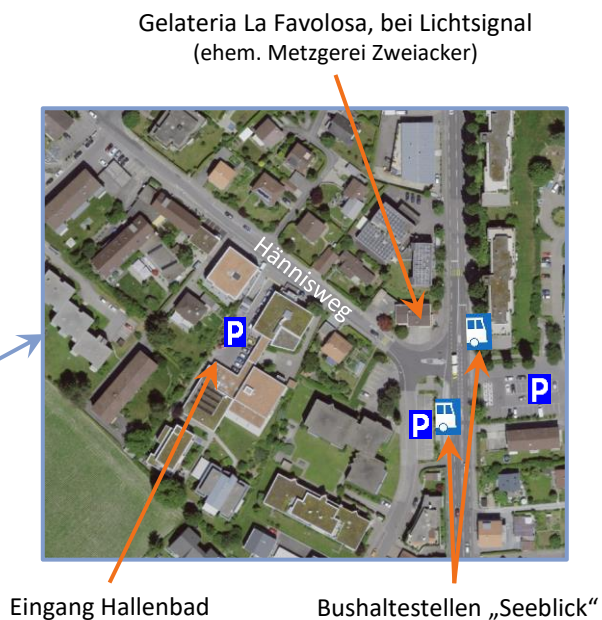 Gelateria La Favolosa, bei Lichtsignal
(ehem. Metzgerei Zweiacker)
Hännisweg
P
P
P
Eingang Hallenbad
Bushaltestellen „Seeblick“